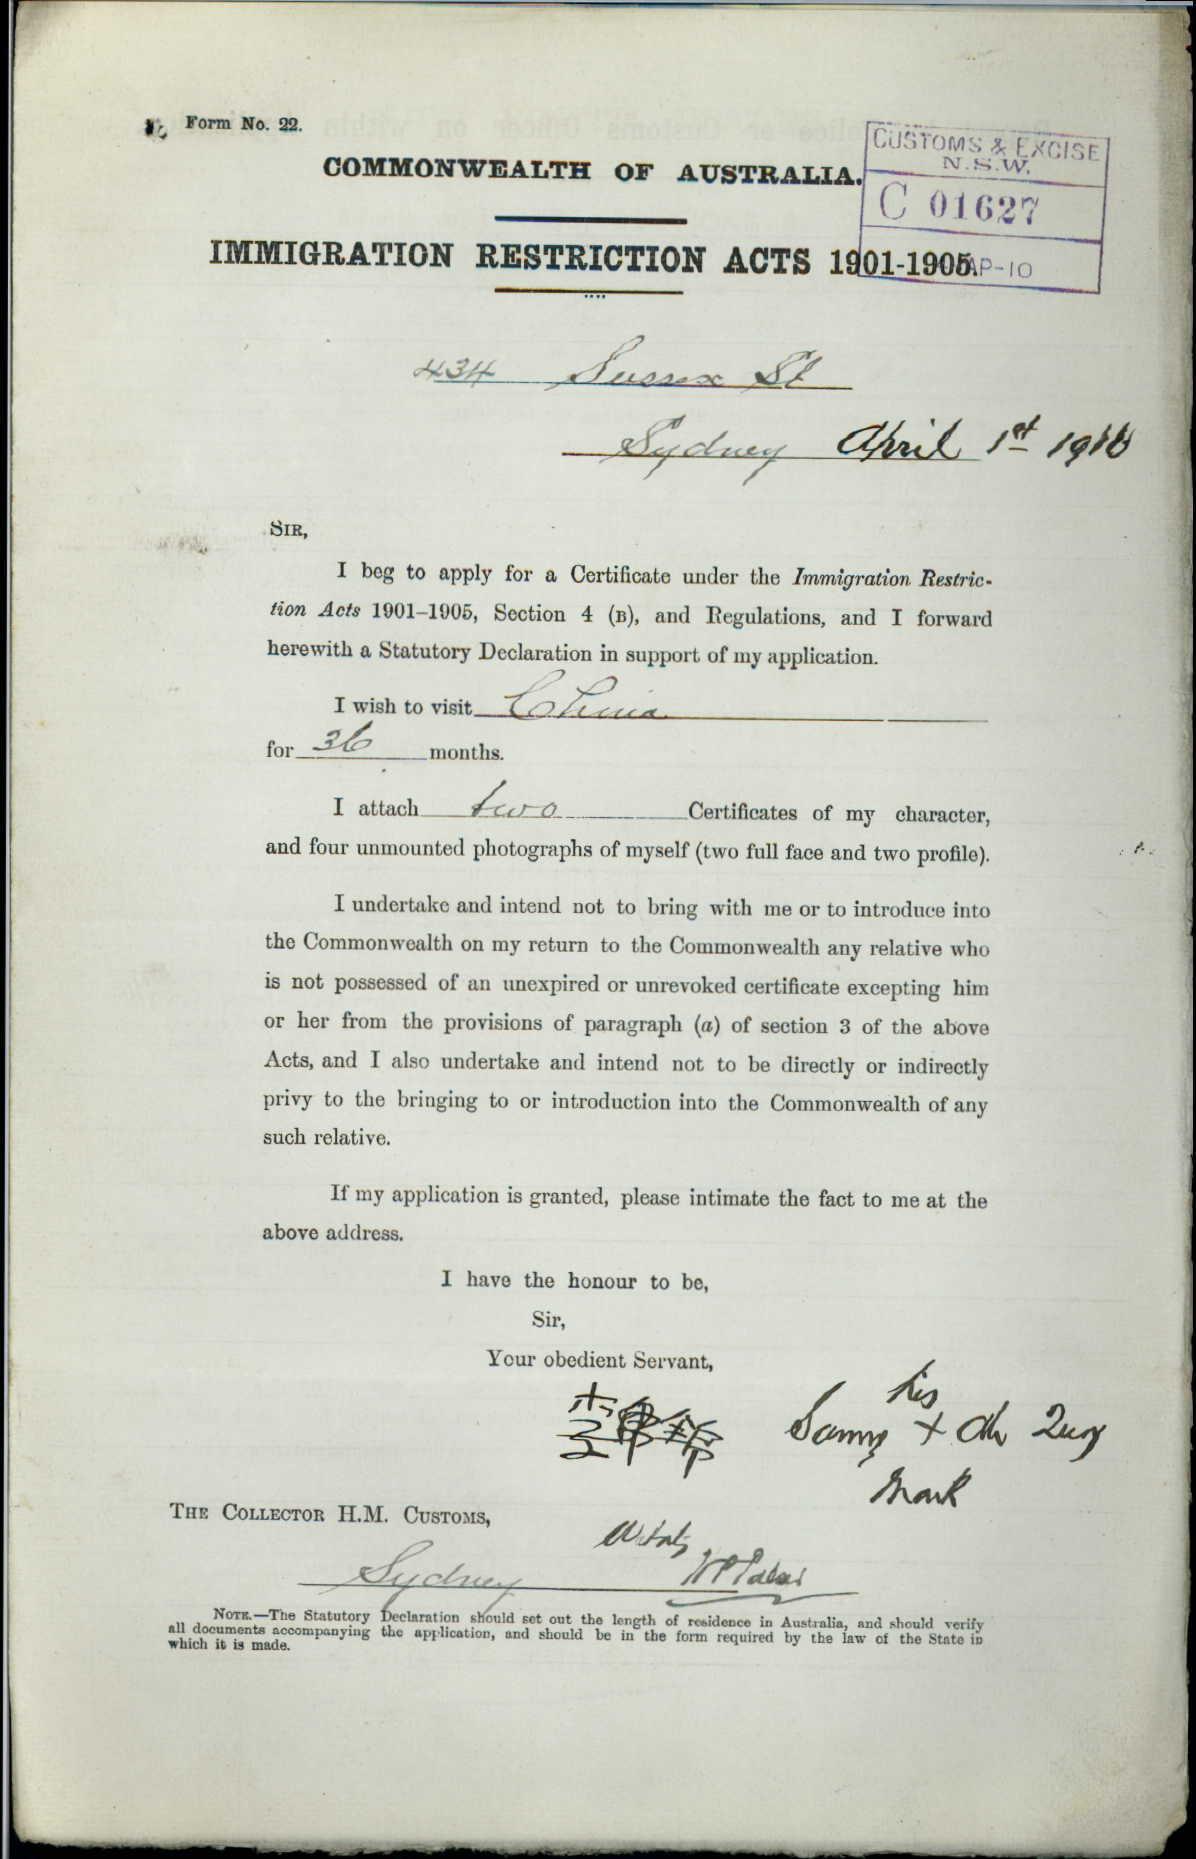 Form No. 22.
CUSTOMS & EXCISE
N.S.W.
C 01627
AP-10
COMMONWEALTH OF AUSTRALIA.
IMMIGRATION RESTRICTION ACTS 1901-1905.
434 Sussex St
Sydney April 1st 1910
SIR,
I beg to apply for a Certificate under the Immigration Restric-
tion Acts 1901–1905, Section 4 (B), and Regulations, and I forward
herewith a Statutory Declaration in support of my application.
I wish to visit China
for 36 months.
I attach two Certificates of my character,
and four unmounted photographs of myself (two full face and two profile).
I undertake and intend not to bring with me or to introduce into
the Commonwealth on my return to the Commonwealth any relative who
is not possessed of an unexpired or unrevoked certificate excepting him
or her from the provisions of paragraph (a) of section 3 of the above
Acts, and I also undertake and intend not to be directly or indirectly
privy to the bringing to or introduction into the Commonwealth of any
such relative.
If my application is granted, please intimate the fact to me at the
above address.
I have the honour to be,
Sir,
Your obedient Servant,
his
Sammy + Ah
Mark
THE COLLECTOR H.M. CUSTOMS,
Sydney
NOTE.—The Statutory Declaration should set out the length of residence in Australia, and should verify
all documents accompanying the application, and should be in the form required by the law of the State in
which it is made.